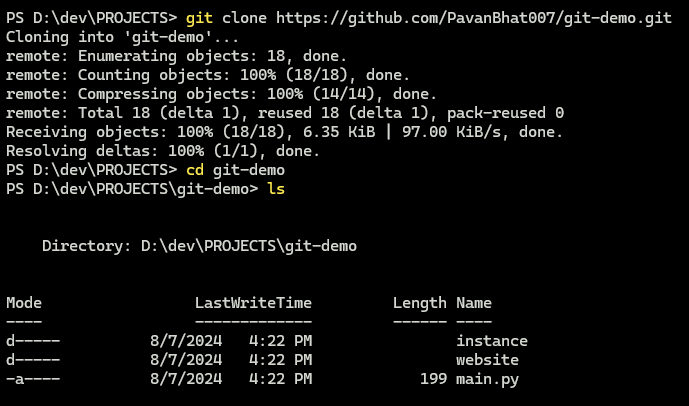 PS D:\dev\PROJECTS> git clone https://github.com/PavanBhat007/git-demo.git
Cloning into 'git-demo'...
remote: Enumerating objects: 18, done.
remote: Counting objects: 100% (18/18), done.
remote: Compressing objects: 100% (14/14), done.
remote: Total 18 (delta 1), reused 18 (delta 1), pack-reused 0
Receiving objects: 100% (18/18), 6.35 KiB | 97.00 KiB/s, done.
Resolving deltas: 100% (1/1), done.
PS D:\dev\PROJECTS> cd git-demo
PS D:\dev\PROJECTS\git-demo> ls
Directory: D:\dev\PROJECTS\git-demo
Mode LastWriteTime Length Name
---- ------------- ------ ----
d----- 8/7/2024 4:22 PM instance
d----- 8/7/2024 4:22 PM website
-a---- 8/7/2024 4:22 PM 199 main.py